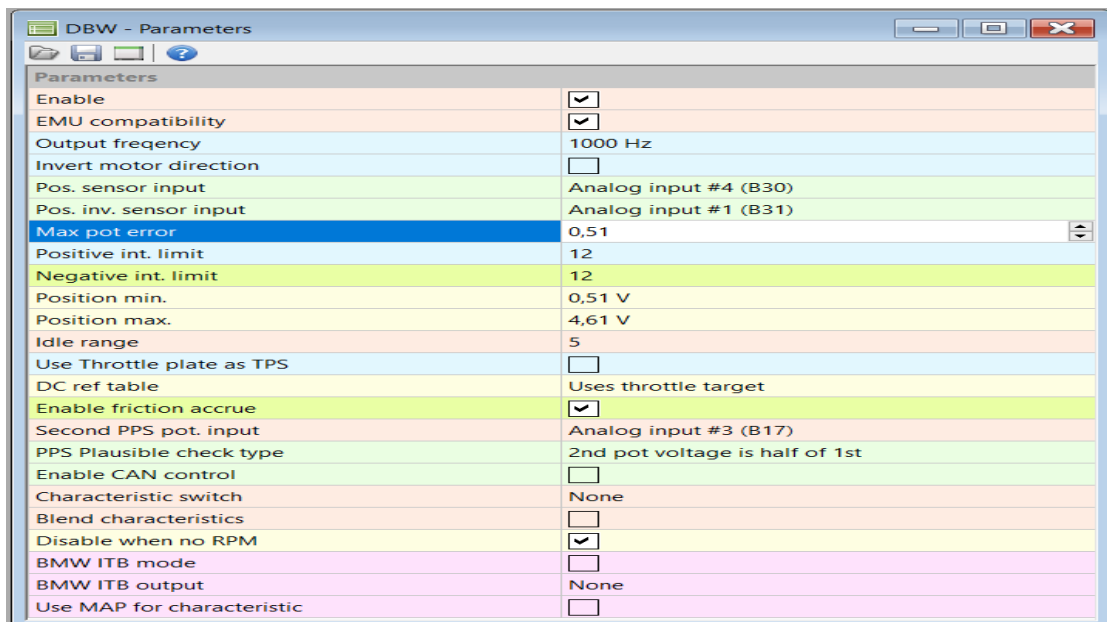 DBW - Parameters
Parameters
Enable
EMU compatibility
Output freqency 1000 Hz
Invert motor direction
Pos. sensor input Analog input #4 (B30)
Pos. inv. sensor input Analog input #1 (B31)
Max pot error 0,51
Positive int. limit 12
Negative int. limit 12
Position min. 0,51 V
Position max. 4,61 V
Idle range 5
Use Throttle plate as TPS
DC ref table Uses throttle target
Enable friction accrue
Second PPS pot. input Analog input #3 (B17)
PPS Plausible check type 2nd pot voltage is half of 1st
Enable CAN control
Characteristic switch None
Blend characteristics
Disable when no RPM
BMW ITB mode
BMW ITB output None
Use MAP for characteristic